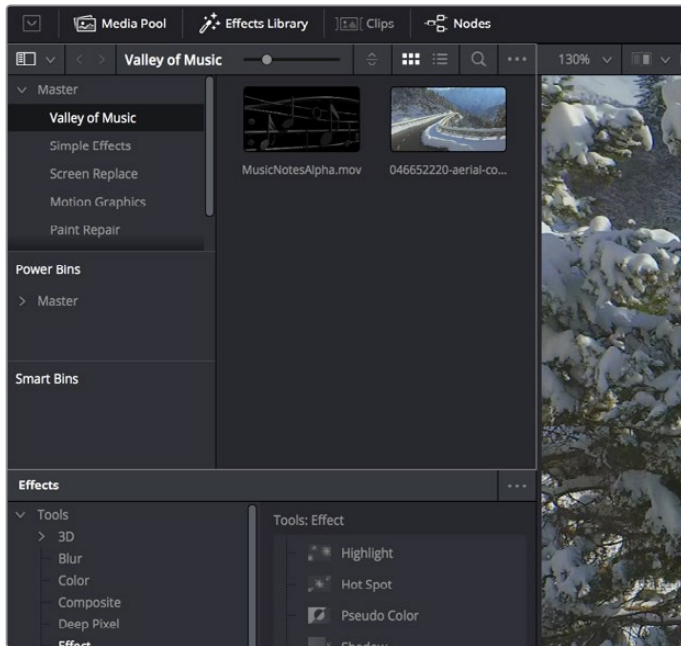 Media Pool Effects Library Clips Nodes
Valley of Music 130%
Master
Valley of Music
Simple Effects
Screen Replace
Motion Graphics
Paint Repair
MusicNotesAlpha.mov 046652220-aerial-co...
Power Bins
Master
Smart Bins
Effects
Tools
3D
Blur
Color
Composite
Deep Pixel
Effect
Tools: Effect
Highlight
Hot Spot
Pseudo Color
Shadow